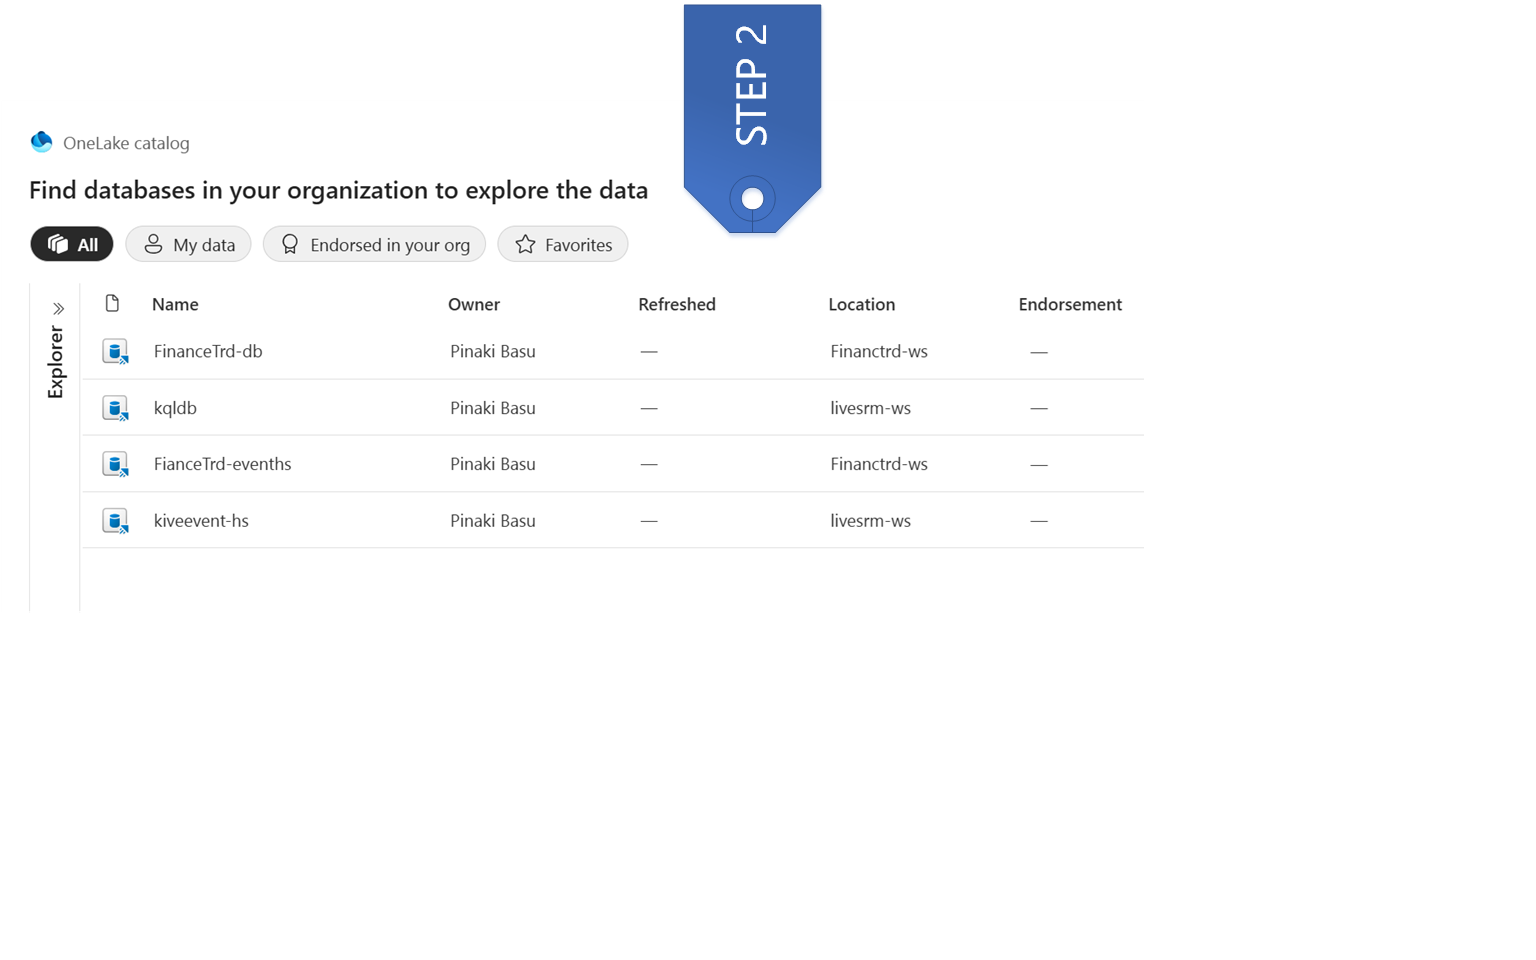 STEP 2
OneLake catalog
Find databases in your organization to explore the data
All My data Endorsed in your org Favorites
Explorer
Name Owner Refreshed Location Endorsement
FinanceTrd-db Pinaki Basu — Financtrd-ws —
kqldb Pinaki Basu — livesrm-ws —
FianceTrd-evenths Pinaki Basu — Financtrd-ws —
kiveevent-hs Pinaki Basu — livesrm-ws —